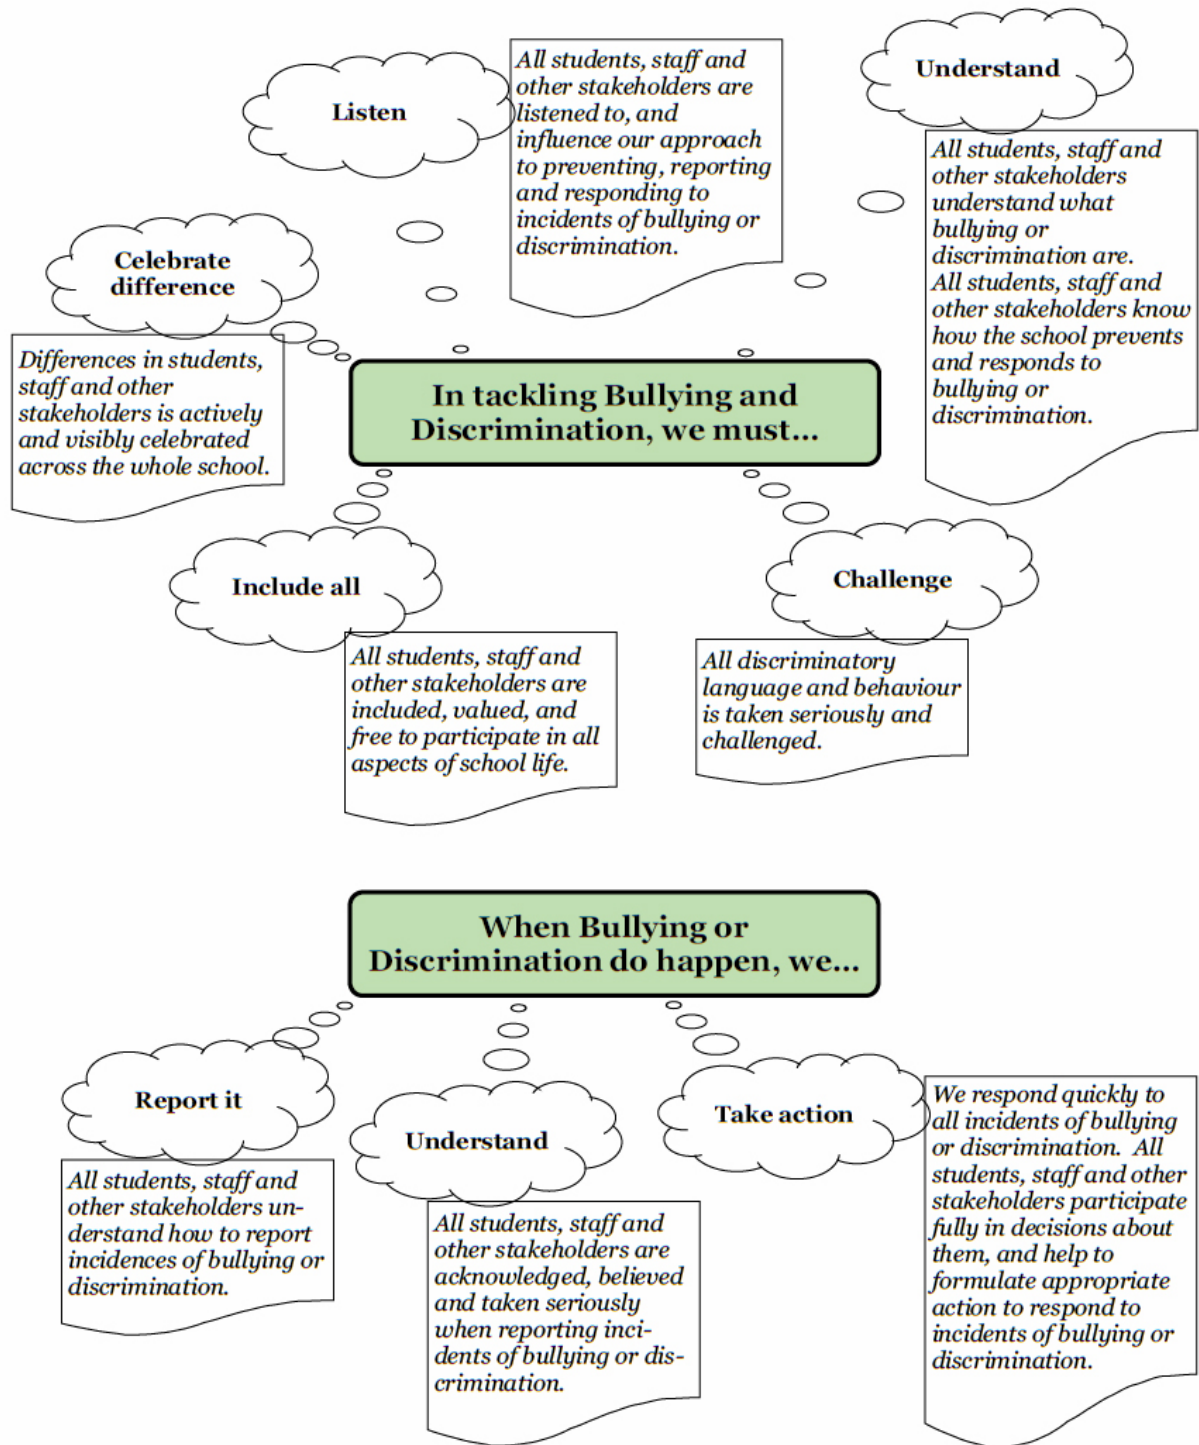 Listen
All students, staff and
other stakeholders are
listened to, and
influence our approach
to preventing, reporting
and responding to
incidents of bullying or
discrimination.
Understand
All students, staff and
other stakeholders
understand what
bullying or
discrimination are.
All students, staff and
other stakeholders know
how the school prevents
and responds to
bullying or
discrimination.
Celebrate
difference
Differences in students,
staff and other
stakeholders is actively
and visibly celebrated
across the whole school.
In tackling Bullying and
Discrimination, we must...
Include all
All students, staff and
other stakeholders are
included, valued, and
free to participate in all
aspects of school life.
Challenge
All discriminatory
language and behaviour
is taken seriously and
challenged.
When Bullying or
Discrimination do happen, we...
Report it
All students, staff and
other stakeholders un-
derstand how to report
incidences of bullying or
discrimination.
Understand
All students, staff and
other stakeholders are
acknowledged, believed
and taken seriously
when reporting inci-
dents of bullying or dis-
crimination.
Take action
We respond quickly to
all incidents of bullying
or discrimination.  All
students, staff and other
stakeholders participate
fully in decisions about
them, and help to
formulate appropriate
action to respond to
incidents of bullying or
discrimination.